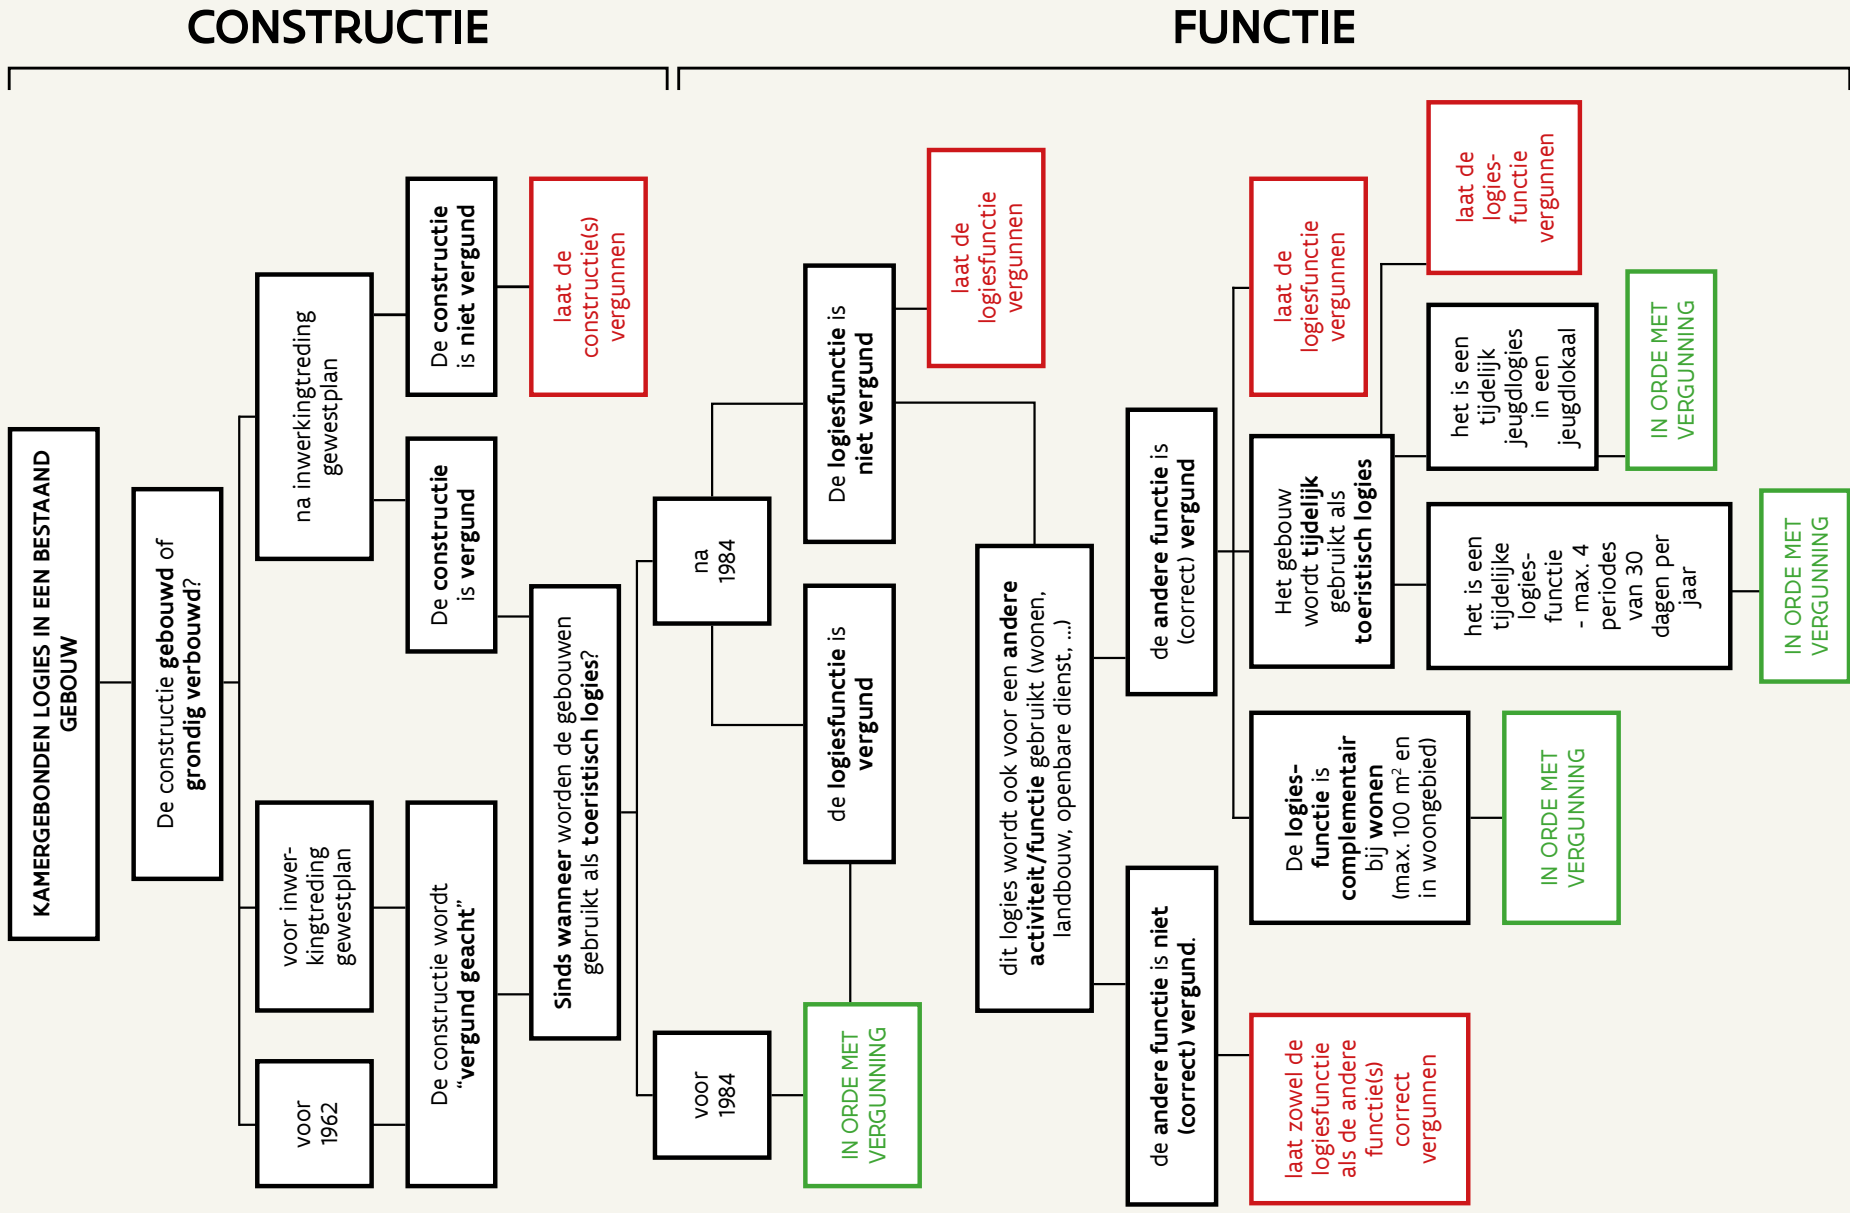 CONSTRUCTIE
FUNCTIE
KAMERGEBONDEN LOGIES IN EEN BESTAAND
GEBOUW
De constructie gebouwd of
grondig verbouwd?
voor
1962
voor inwer-
kingtreding
gewestplan
na inwerkingtreding
gewestplan
De constructie wordt
“vergund geacht”
De constructie
is vergund
De constructie
is niet vergund
laat de
constructie(s)
vergunnen
Sinds wanneer worden de gebouwen
gebruikt als toeristisch logies?
voor
1984
na
1984
IN ORDE MET
VERGUNNING
de logiesfunctie is
vergund
De logiesfunctie is
niet vergund
laat de
logiesfunctie
vergunnen
dit logies wordt ook voor een andere
activiteit/functie gebruikt (wonen,
landbouw, openbare dienst, ...)
de andere functie is niet
(correct) vergund.
de andere functie is
(correct) vergund
laat zowel de
logiesfunctie
als de andere
functie(s)
correct
vergunnen
De logies-
functie is
complementair
bij wonen
(max. 100 m² en
in woongebied)
Het gebouw
wordt tijdelijk
gebruikt als
toeristisch logies
laat de
logiesfunctie
vergunnen
IN ORDE MET
VERGUNNING
het is een
tijdelijke
logies-
functie
- max. 4
periodes
van 30
dagen per
jaar
het is een
tijdelijk
jeugdlogies
in een
jeugdlokaal
laat de
logies-
functie
vergunnen
IN ORDE MET
VERGUNNING
IN ORDE MET
VERGUNNING